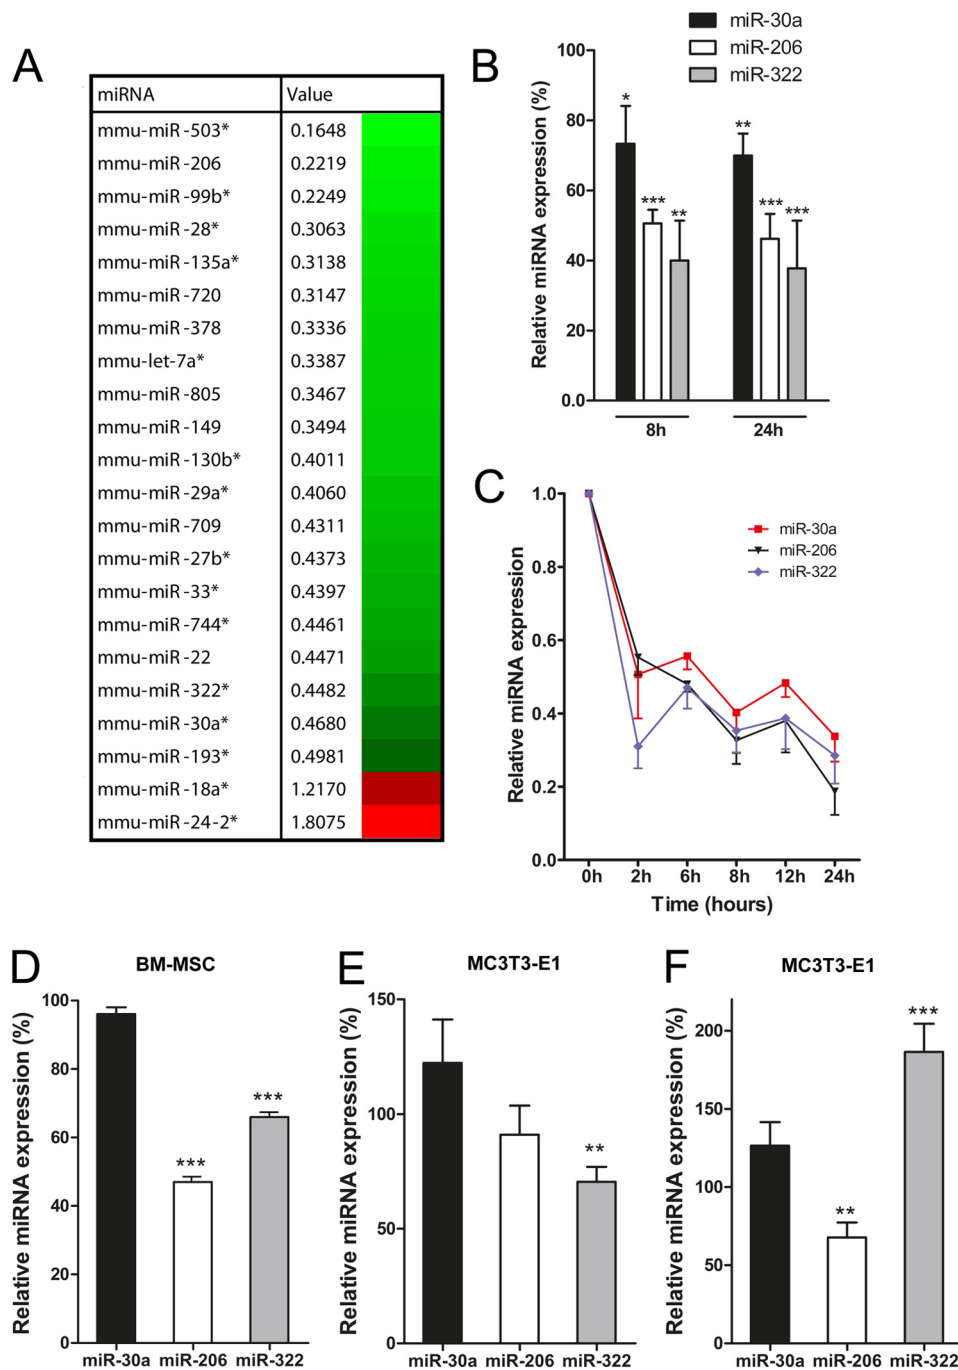 A
miRNA Value
mmu-miR-503* 0.1648
mmu-miR-206 0.2219
mmu-miR-99b* 0.2249
mmu-miR-28* 0.3063
mmu-miR-135a* 0.3138
mmu-miR-720 0.3147
mmu-miR-378 0.3336
mmu-let-7a* 0.3387
mmu-miR-805 0.3467
mmu-miR-149 0.3494
mmu-miR-130b* 0.4011
mmu-miR-29a* 0.4060
mmu-miR-709 0.4311
mmu-miR-27b* 0.4373
mmu-miR-33* 0.4397
mmu-miR-744* 0.4461
mmu-miR-22 0.4471
mmu-miR-322* 0.4482
mmu-miR-30a* 0.4680
mmu-miR-193* 0.4981
mmu-miR-18a* 1.2170
mmu-miR-24-2* 1.8075
B
miR-30a
miR-206
miR-322
Relative miRNA expression (%)
100
80
60
40
20
0.0
* *** **
** *** ***
8h 24h
C
miR-30a
miR-206
miR-322
Relative miRNA expression
1.0
0.8
0.6
0.4
0.2
0.0
0h 2h 6h 8h 12h 24h
Time (hours)
D
BM-MSC
Relative miRNA expression (%)
100
80
60
40
20
0
*** ***
miR-30a miR-206 miR-322
E
MC3T3-E1
Relative miRNA expression (%)
150
100
50
0
**
miR-30a miR-206 miR-322
F
MC3T3-E1
Relative miRNA expression (%)
200
150
100
50
0
** ***
miR-30a miR-206 miR-322